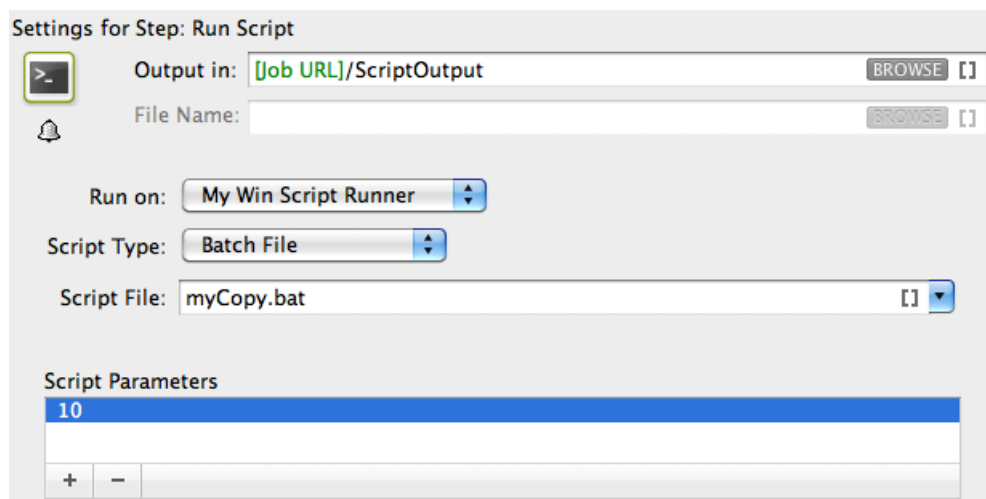 Settings for Step: Run Script
Output in: [Job URL]/ScriptOutput BROWSE []
File Name: BROWSE []
Run on: My Win Script Runner
Script Type: Batch File
Script File: myCopy.bat []
Script Parameters
10
+ −